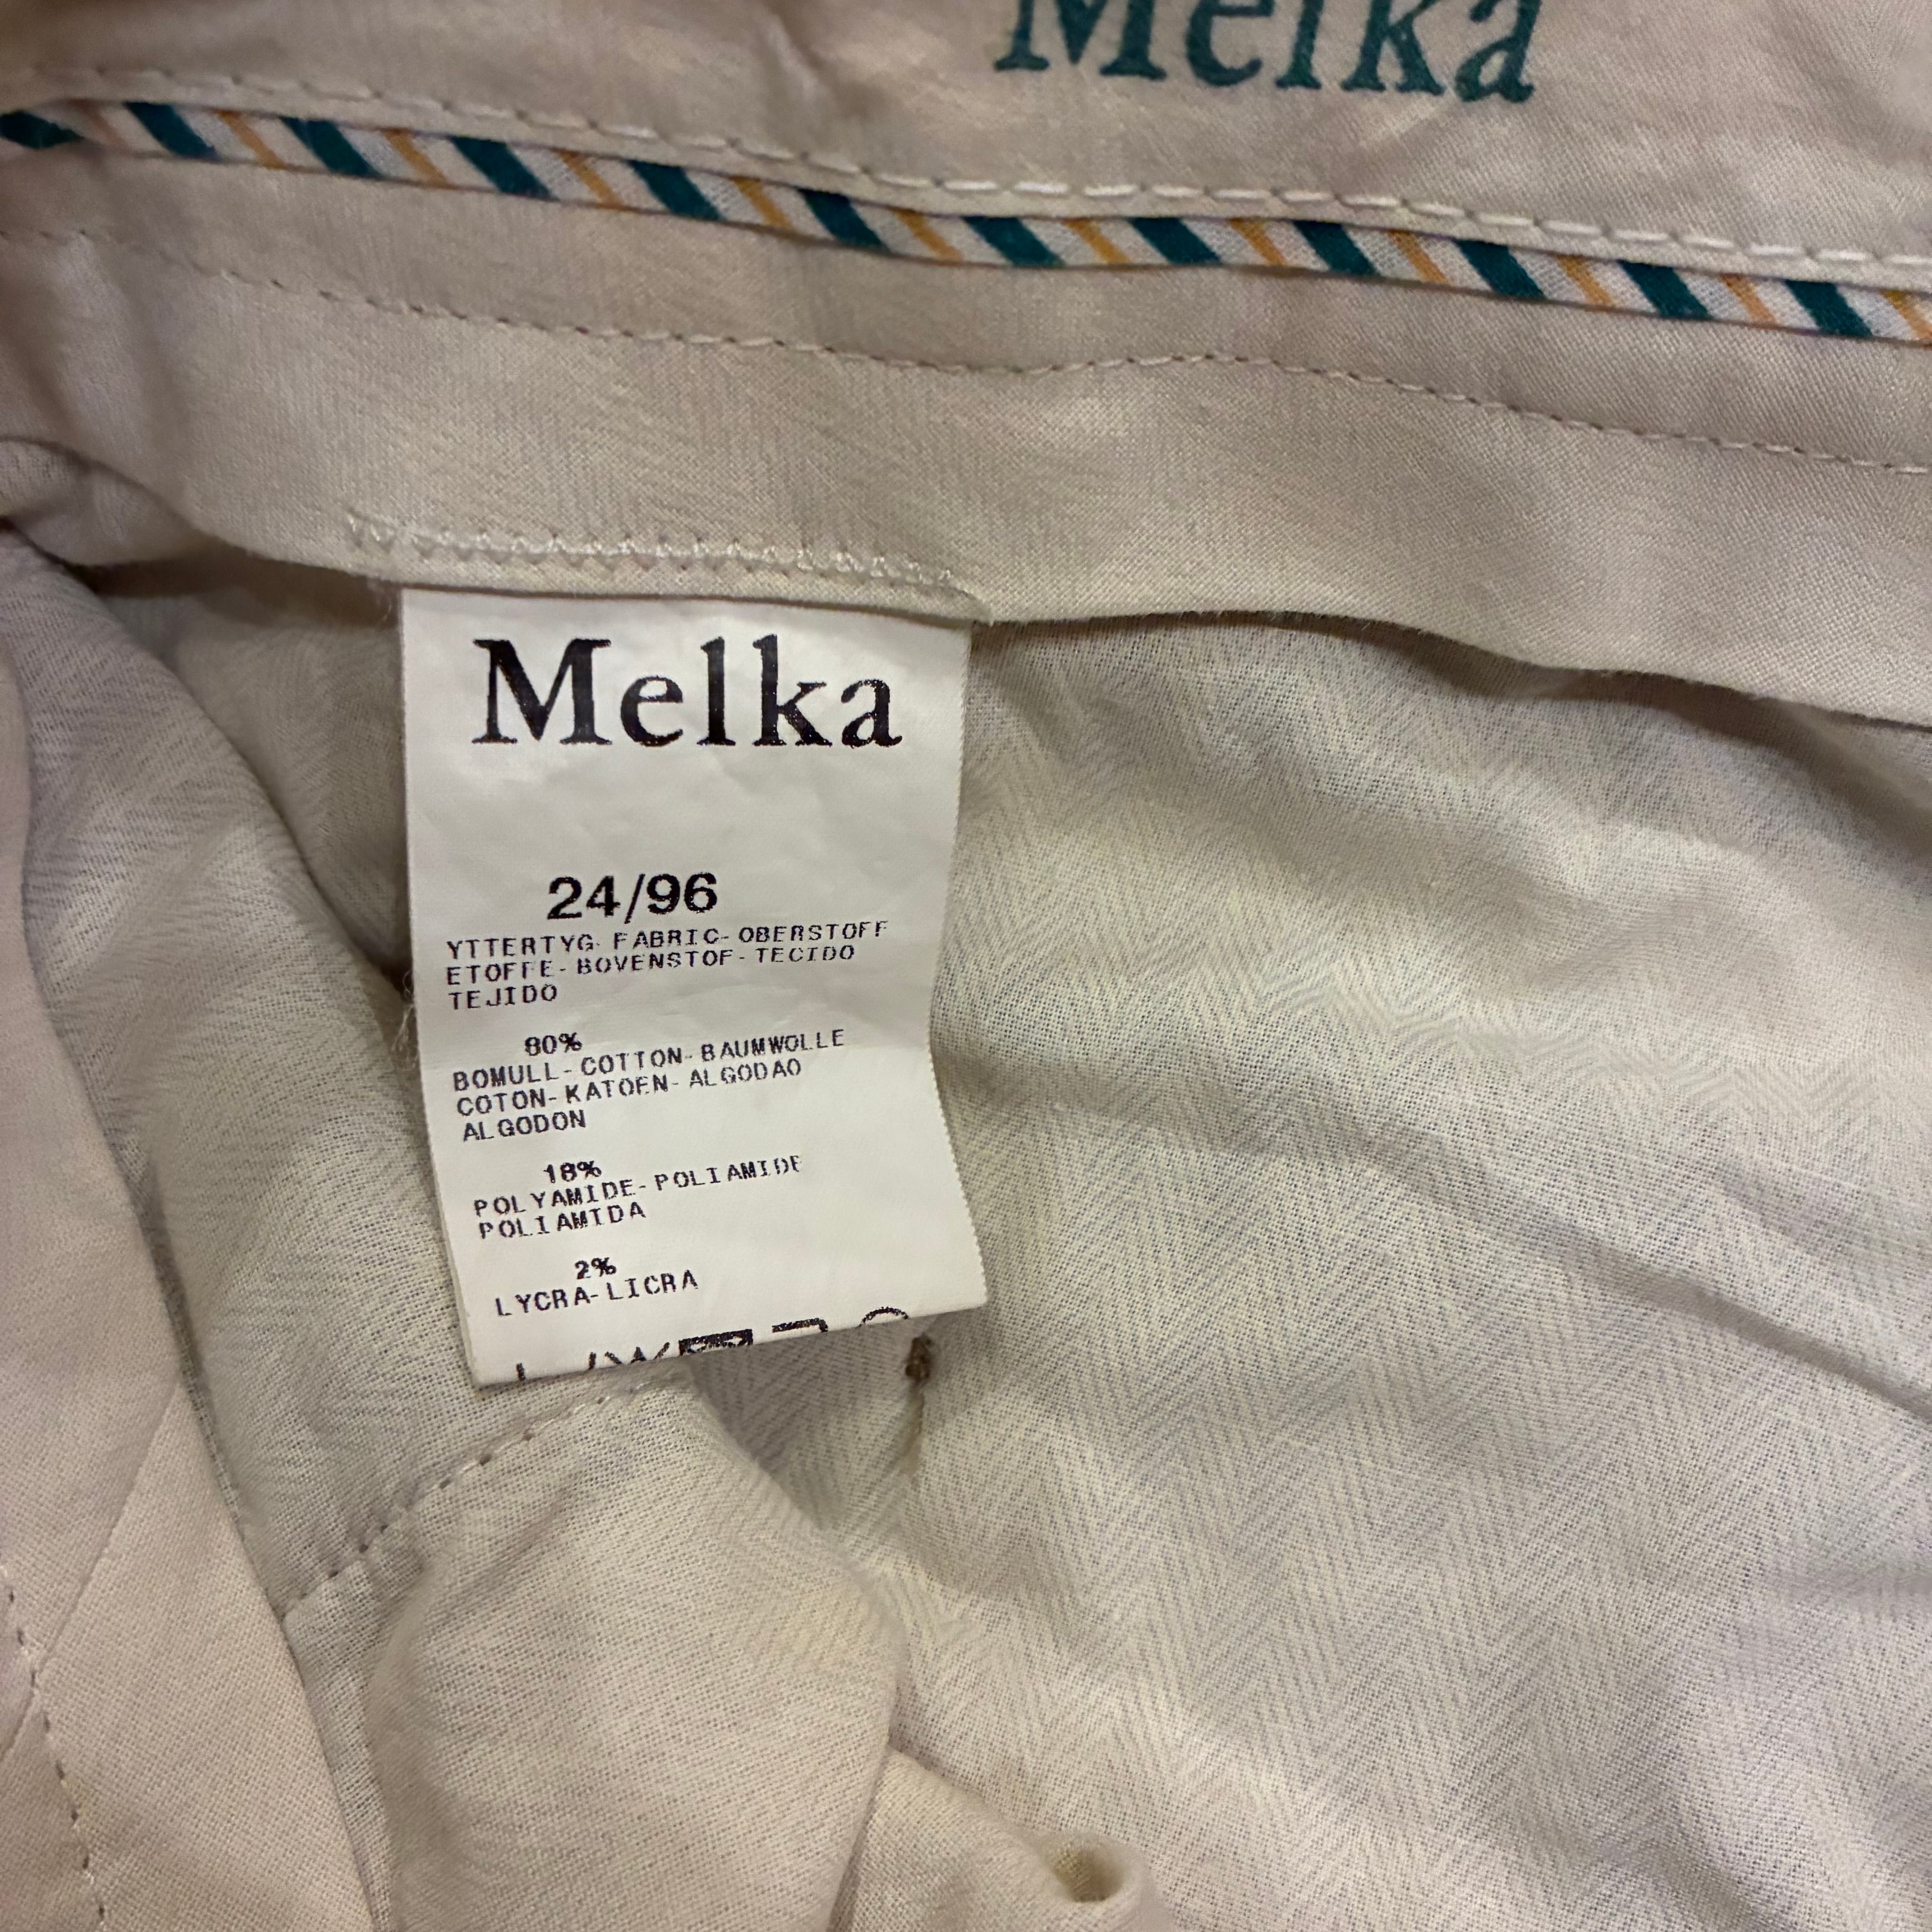 Melka
Melka
24/96
YTTERTYG-FABRIC-OBERSTOFF
ETOFFE-BOVENSTOF-TECIDO
TEJIDO
80%
BOMULL-COTTON-BAUMWOLLE
COTON-KATOEN-ALGODAO
ALGODON
18%
POLYAMIDE-POLIAMIDE
POLIAMIDA
2%
LYCRA-LICRA